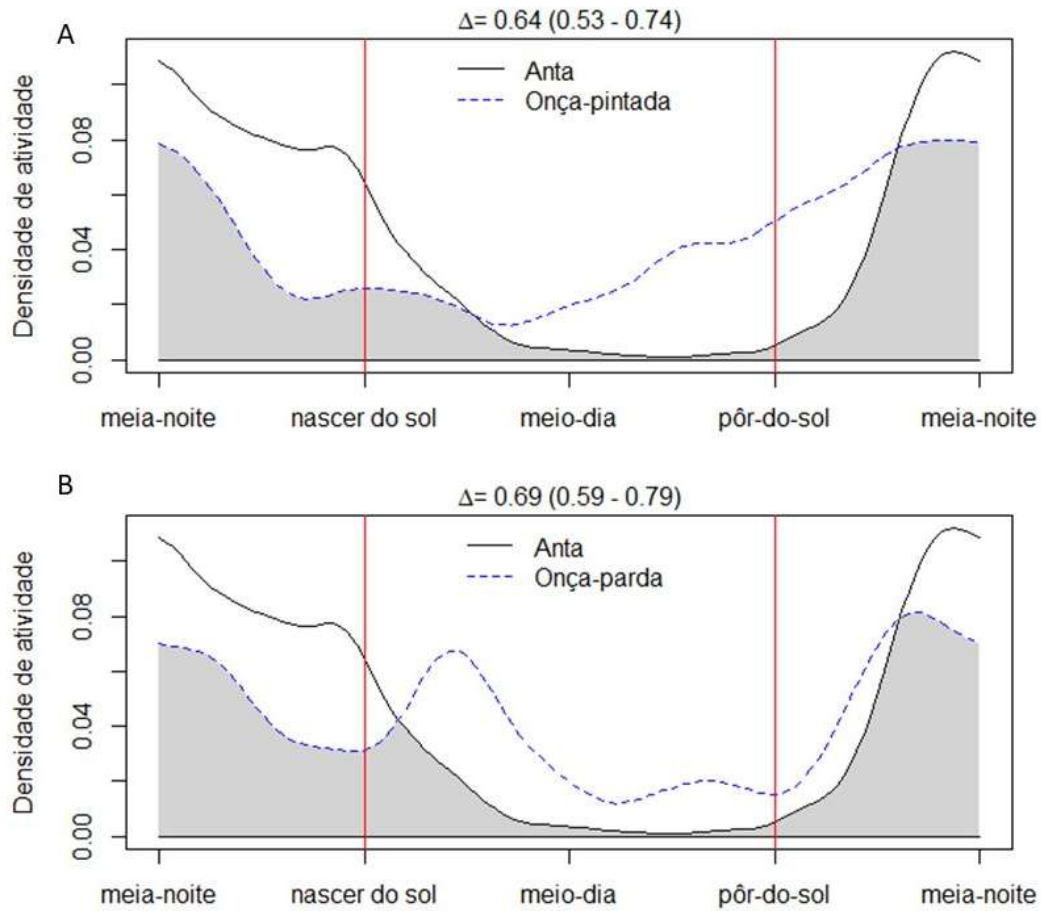 A
Δ= 0.64 (0.53 - 0.74)
Anta
Onça-pintada
Densidade de atividade
0.00 0.04 0.08
meia-noite nascer do sol meio-dia pôr-do-sol meia-noite
B
Δ= 0.69 (0.59 - 0.79)
Anta
Onça-parda
Densidade de atividade
0.00 0.04 0.08
meia-noite nascer do sol meio-dia pôr-do-sol meia-noite